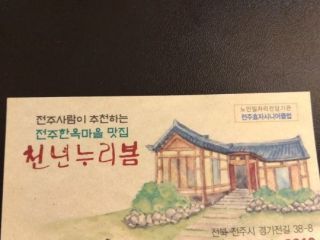 전주사람이 추천하는
전주한옥마을 맛집
천년누리봄
노인일자리전담기관
전주효자시니어클럽
전북 전주시 경기전길 38-8